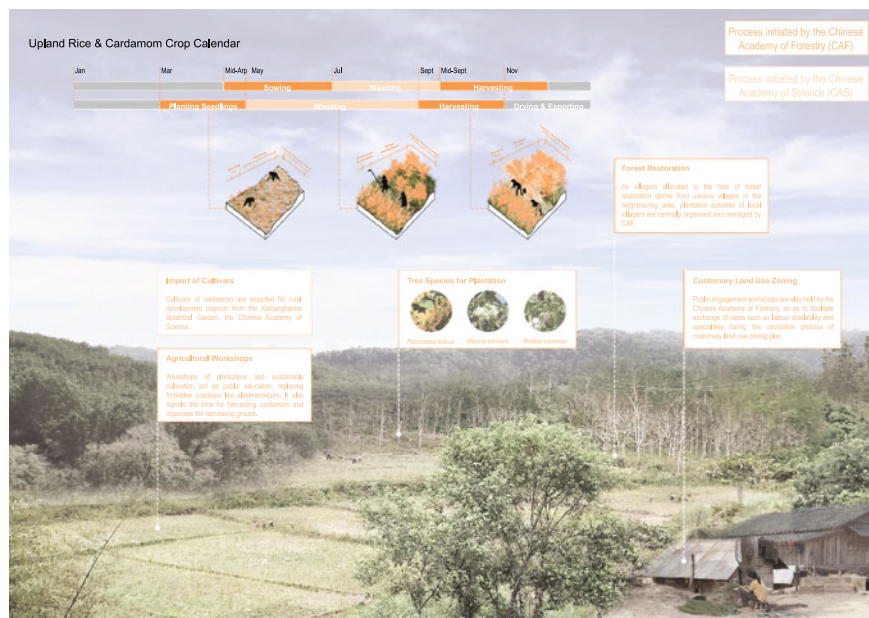 Process initiated by the Chinese
Academy of Forestry (CAF)
Upland Rice & Cardamom Crop Calendar
Process initiated by the Chinese
Academy of Science (CAS)
Jan Mar Mid-Arp May Jul Sept Mid-Sept Nov
Sowing Weeding Harvesting
Planting Seedlings Weeding Harvesting Drying & Exporting
Forest Restoration
As villagers allocated to the task of forest
restoration derive from various villages in the
neighbouring area, plantation activities of local
villagers are centrally organised and managed by
CAF.
Import of Cultivars
Cultivars of cardamom are imported for rural
development projects from the Xishangbanna
Botanical Garden, the Chinese Academy of
Science.
Tree Species for Plantation
Pterocarpus indicus Alstonia scholaris
Customary Land Use Zoning
Public engagement workshops are also held by the
Chinese Academy of Forestry, so as to faciliate
exchange of ideas such as labour availability and
specialities during the cocreation process of
customary land use zoning plan.
Agricultural Workshops
Workshops of plantations and sustainable
cultivation act as public education, replacing
forbidden practices like slash-and-burn. It also
signals the time for harvesting cardamom and
organises the harvesting groups.